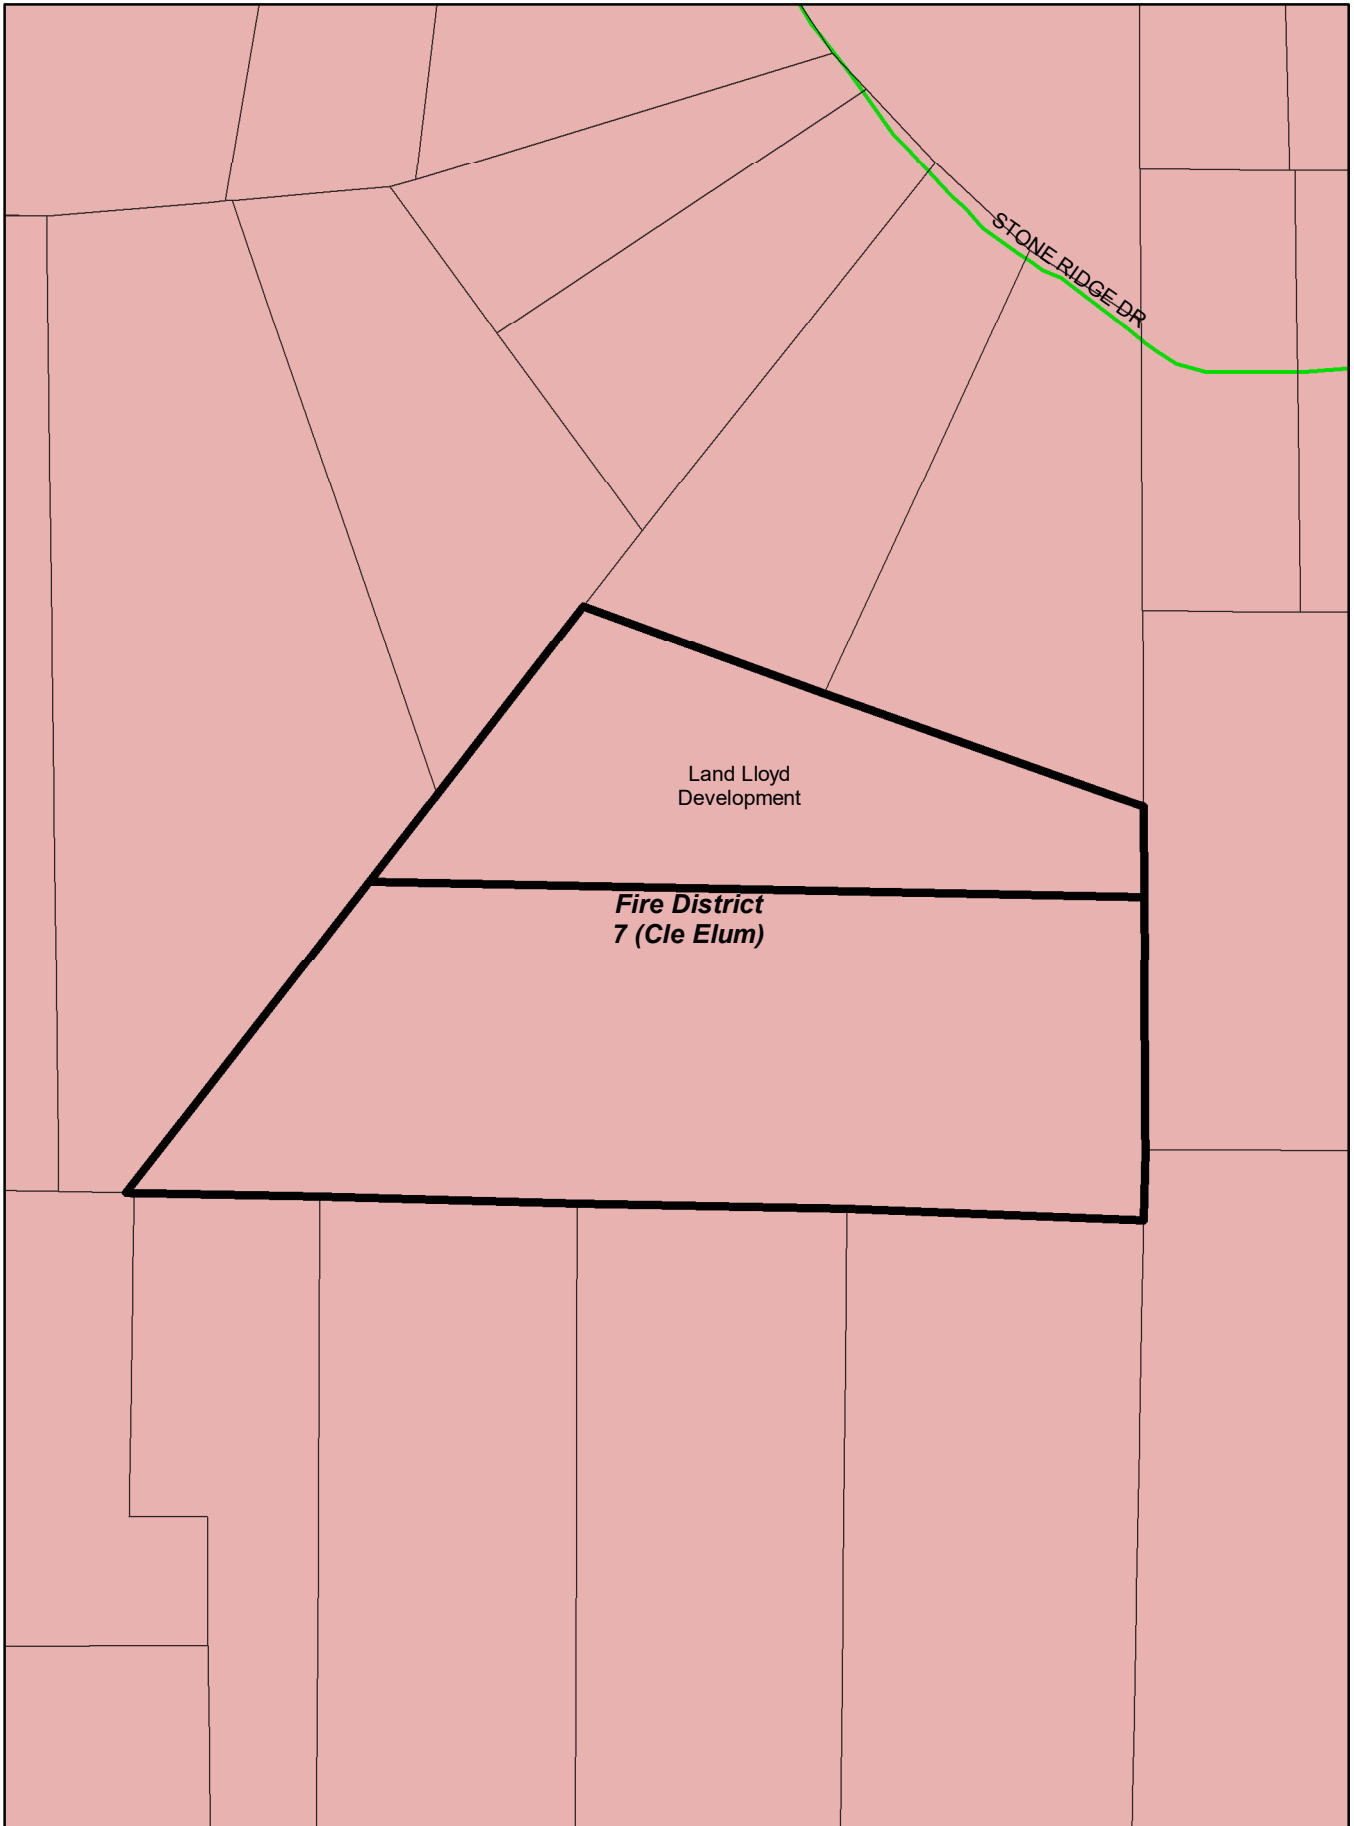 STONE RIDGE DR
Land Lloyd
Development
Fire District
7 (Cle Elum)